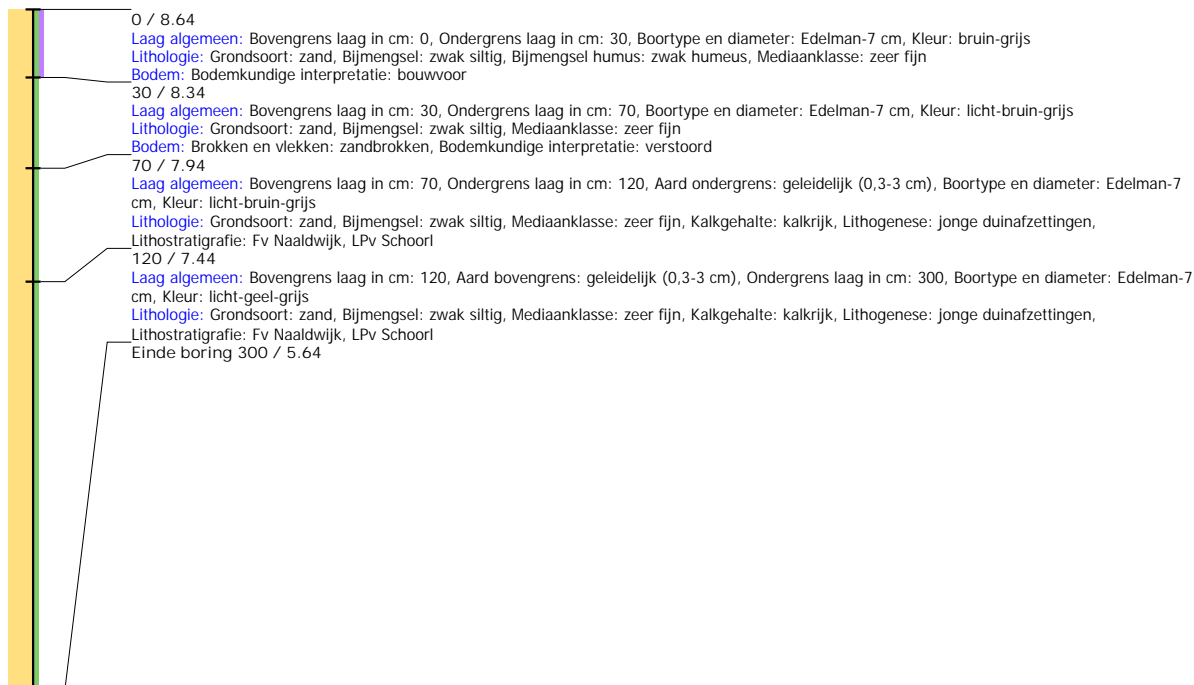 0 / 8.64
Laag algemeen: Bovengrens laag in cm: 0, Ondergrens laag in cm: 30, Boortype en diameter: Edelman-7 cm, Kleur: bruin-grijs
Lithologie: Grondsoort: zand, Bijmengsel: zwak siltig, Bijmengsel humus: zwak humeus, Mediaanklasse: zeer fijn
Bodem: Bodemkundige interpretatie: bouwvoor
30 / 8.34
Laag algemeen: Bovengrens laag in cm: 30, Ondergrens laag in cm: 70, Boortype en diameter: Edelman-7 cm, Kleur: licht-bruin-grijs
Lithologie: Grondsoort: zand, Bijmengsel: zwak siltig, Mediaanklasse: zeer fijn
Bodem: Brokken en vlekken: zandbrokken, Bodemkundige interpretatie: verstoord
70 / 7.94
Laag algemeen: Bovengrens laag in cm: 70, Ondergrens laag in cm: 120, Aard ondergrens: geleidelijk (0,3-3 cm), Boortype en diameter: Edelman-7
cm, Kleur: licht-bruin-grijs
Lithologie: Grondsoort: zand, Bijmengsel: zwak siltig, Mediaanklasse: zeer fijn, Kalkgehalte: kalkrijk, Lithogenese: jonge duinafzettingen,
Lithostratigrafie: Fv Naaldwijk, LPv Schoorl
120 / 7.44
Laag algemeen: Bovengrens laag in cm: 120, Aard bovengrens: geleidelijk (0,3-3 cm), Ondergrens laag in cm: 300, Boortype en diameter: Edelman-7
cm, Kleur: licht-geel-grijs
Lithologie: Grondsoort: zand, Bijmengsel: zwak siltig, Mediaanklasse: zeer fijn, Kalkgehalte: kalkrijk, Lithogenese: jonge duinafzettingen,
Lithostratigrafie: Fv Naaldwijk, LPv Schoorl
Einde boring 300 / 5.64